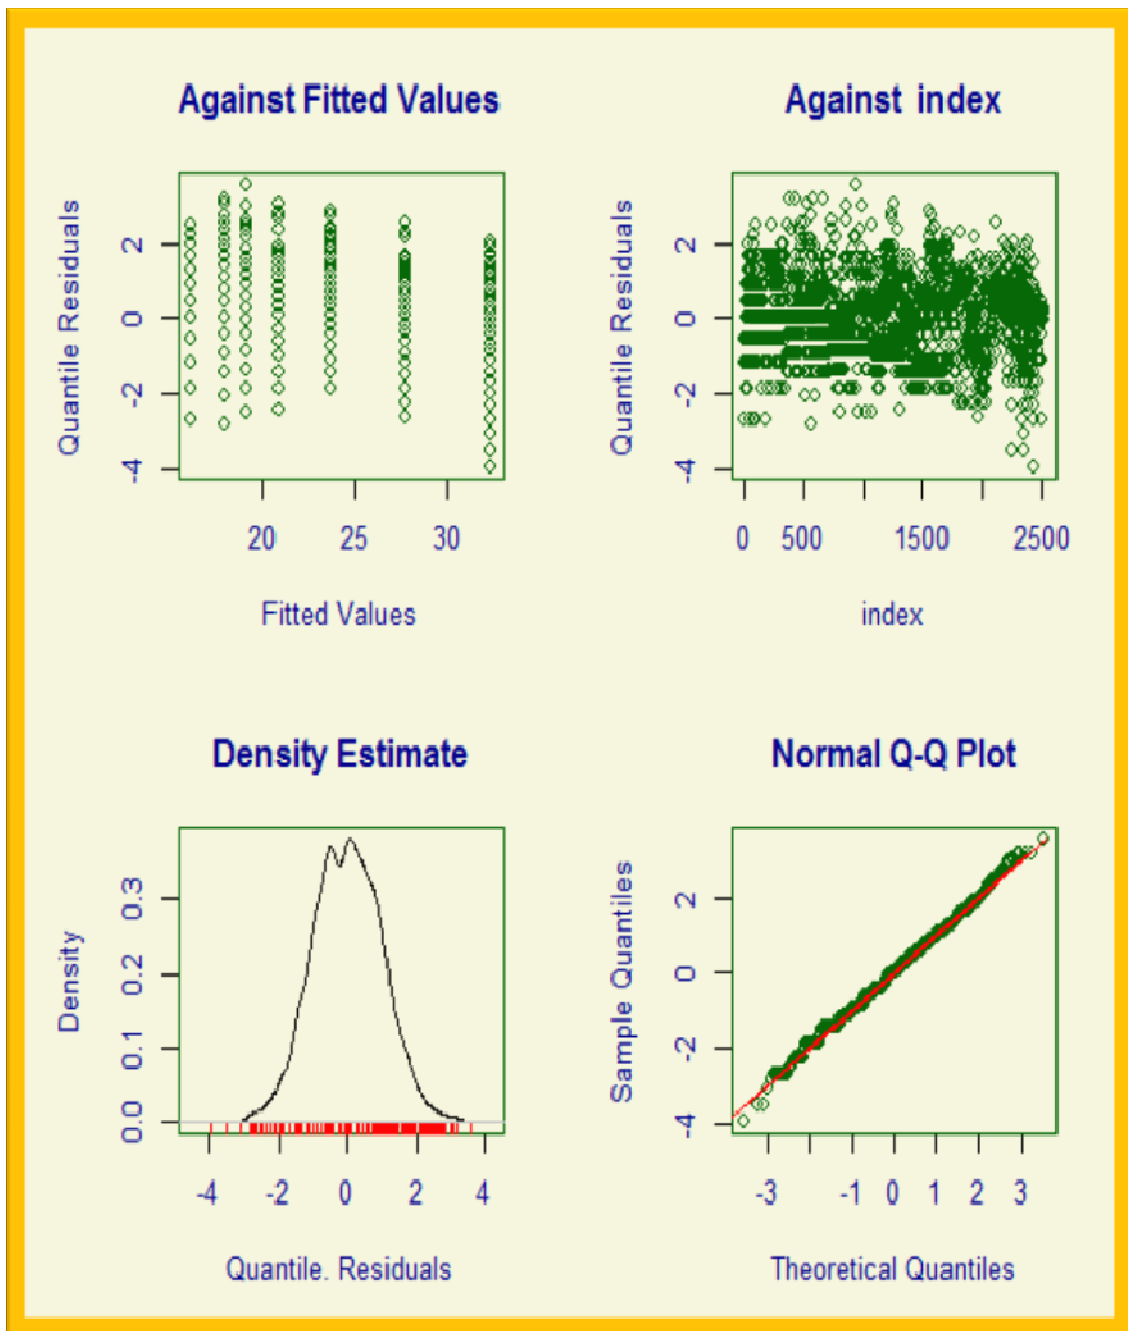 Against Fitted Values
Quantile Residuals
-4 -2 0 2
20 25 30
Fitted Values
Against index
Quantile Residuals
-4 -2 0 2
0 500 1500 2500
index
Density Estimate
Density
0.0 0.1 0.2 0.3
-4 -2 0 2 4
Quantile. Residuals
Normal Q-Q Plot
Sample Quantiles
-4 -2 0 2
-3 -1 0 1 2 3
Theoretical Quantiles